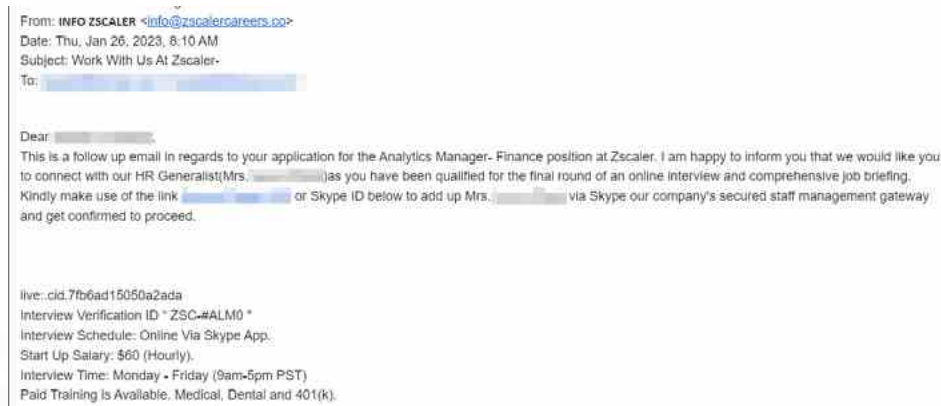 From: INFO ZSCALER <info@zscalercareers.co>
Date: Thu, Jan 26, 2023, 8:10 AM
Subject: Work With Us At Zscaler-
To:
Dear ,
This is a follow up email in regards to your application for the Analytics Manager- Finance position at Zscaler. I am happy to inform you that we would like you
to connect with our HR Generalist(Mrs. )as you have been qualified for the final round of an online interview and comprehensive job briefing.
Kindly make use of the link or Skype ID below to add up Mrs. via Skype our company's secured staff management gateway
and get confirmed to proceed.
live:.cid.7fb6ad15050a2ada
Interview Verification ID " ZSC-#ALM0 "
Interview Schedule: Online Via Skype App.
Start Up Salary: $60 (Hourly).
Interview Time: Monday - Friday (9am-5pm PST)
Paid Training Is Available. Medical, Dental and 401(k).